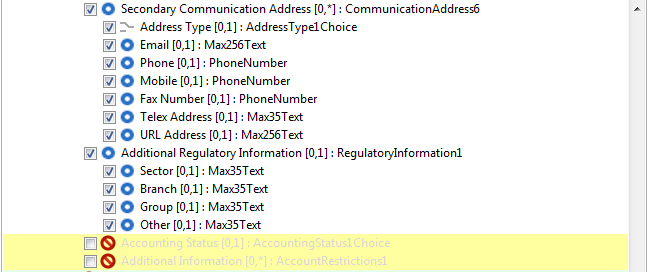 Secondary Communication Address [0,*] : CommunicationAddress6
Address Type [0,1] : AddressType1Choice
Email [0,1] : Max256Text
Phone [0,1] : PhoneNumber
Mobile [0,1] : PhoneNumber
Fax Number [0,1] : PhoneNumber
Telex Address [0,1] : Max35Text
URL Address [0,1] : Max256Text
Additional Regulatory Information [0,1] : RegulatoryInformation1
Sector [0,1] : Max35Text
Branch [0,1] : Max35Text
Group [0,1] : Max35Text
Other [0,1] : Max35Text
Accounting Status [0,1] : AccountingStatus1Choice
Additional Information [0,*] : AccountRestrictions1